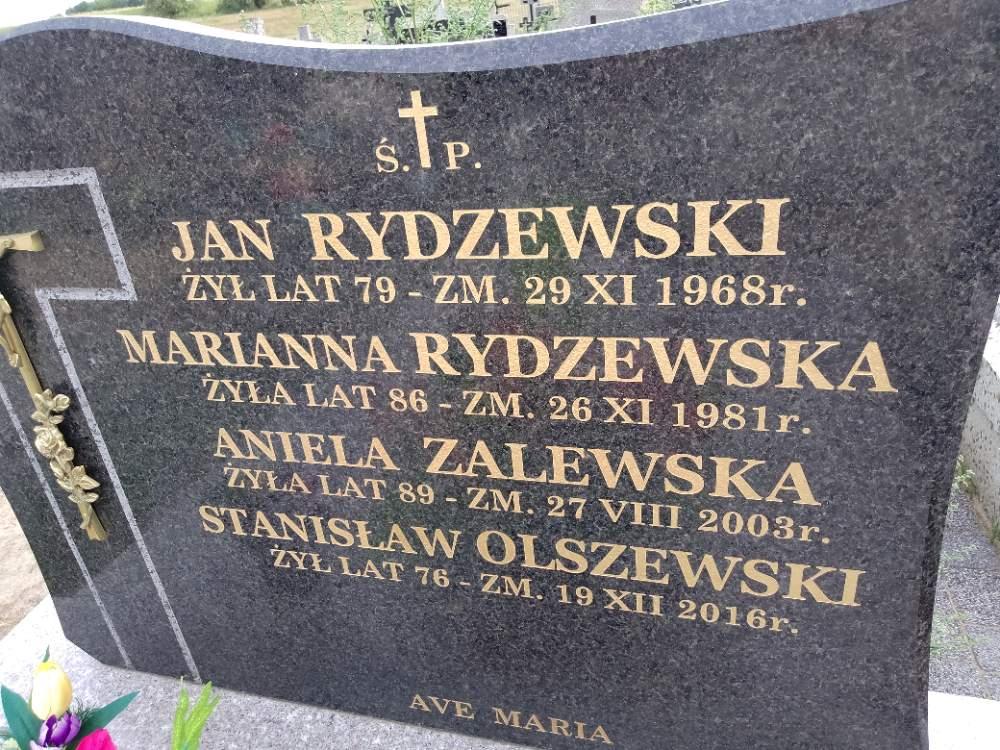 Ś. P.
JAN RYDZEWSKI
ŻYŁ LAT 79 - ZM. 29 XI 1968r.
MARIANNA RYDZEWSKA
ŻYŁA LAT 86 - ZM. 26 XI 1981r.
ANIELA ZALEWSKA
ŻYŁA LAT 89 - ZM. 27 VIII 2003r.
STANISŁAW OLSZEWSKI
ŻYŁ LAT 76 - ZM. 19 XII 2016r.
AVE MARIA